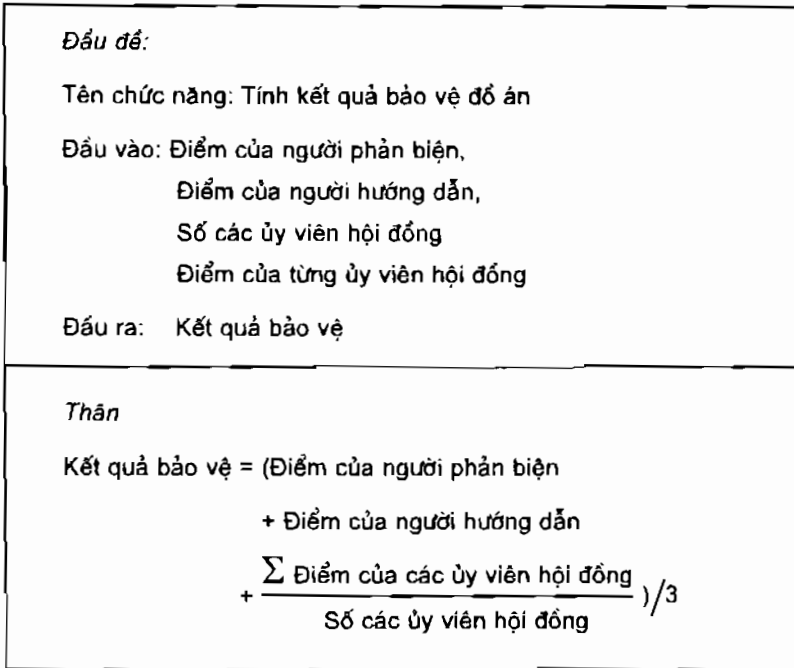 Đầu đề:
Tên chức năng: Tính kết quả bảo vệ đồ án
Đầu vào: Điểm của người phản biện,
Điểm của người hướng dẫn,
Số các ủy viên hội đồng
Điểm của từng ủy viên hội đồng
Đầu ra: Kết quả bảo vệ
Thân
Kết quả bảo vệ = (Điểm của người phản biện
+ Điểm của người hướng dẫn
+ ∑ Điểm của các ủy viên hội đồng )/3
Số các ủy viên hội đồng